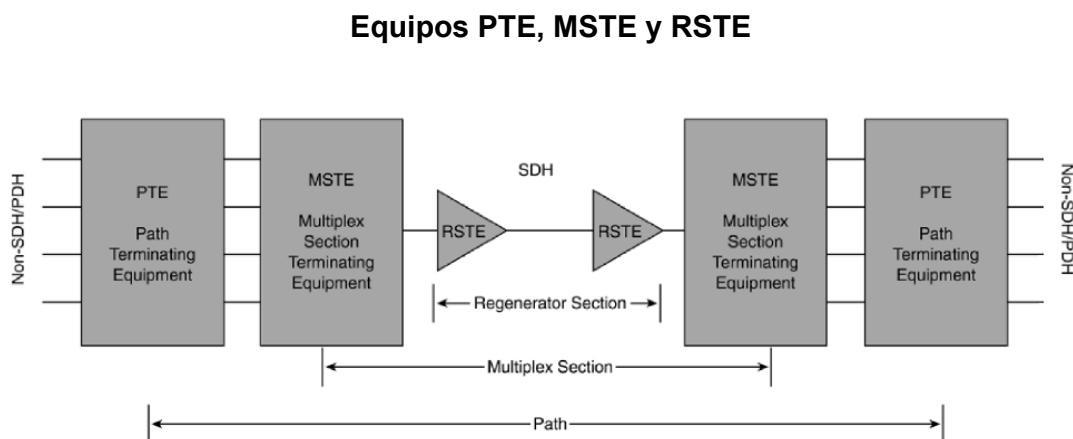 Equipos PTE, MSTE y RSTE
Non-SDH/PDH
PTE
Path
Terminating
Equipment
MSTE
Multiplex
Section
Terminating
Equipment
RSTE
SDH
RSTE
MSTE
Multiplex
Section
Terminating
Equipment
PTE
Path
Terminating
Equipment
Non-SDH/PDH
Regenerator Section
Multiplex Section
Path